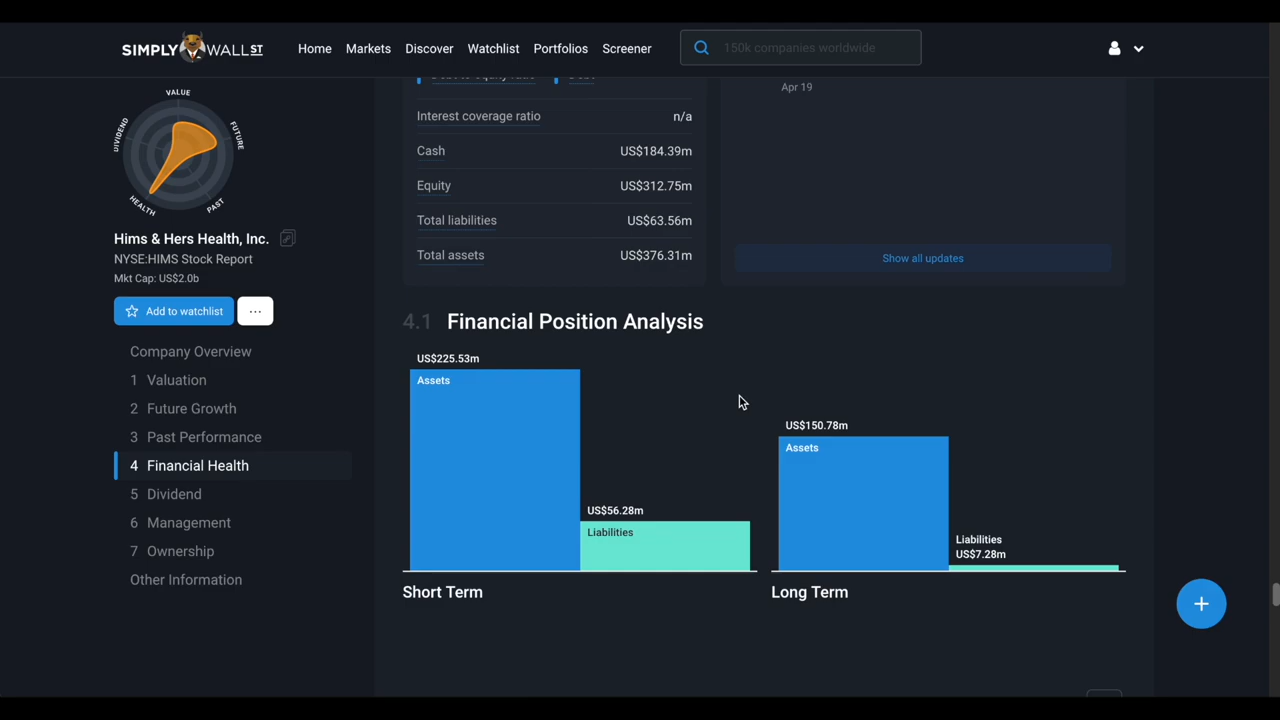 SIMPLY WALL ST
Home Markets Discover Watchlist Portfolios Screener
150k companies worldwide
VALUE
FUTURE
PAST
HEALTH
DIVIDEND
Hims & Hers Health, Inc.
NYSE:HIMS Stock Report
Mkt Cap: US$2.0b
Add to watchlist
...
Company Overview
1 Valuation
2 Future Growth
3 Past Performance
4 Financial Health
5 Dividend
6 Management
7 Ownership
Other Information
Debt to equity ratio Debt
Interest coverage ratio n/a
Cash US$184.39m
Equity US$312.75m
Total liabilities US$63.56m
Total assets US$376.31m
Apr 19
Show all updates
4.1 Financial Position Analysis
US$225.53m
Assets
US$56.28m
Liabilities
Short Term
US$150.78m
Assets
Liabilities
US$7.28m
Long Term